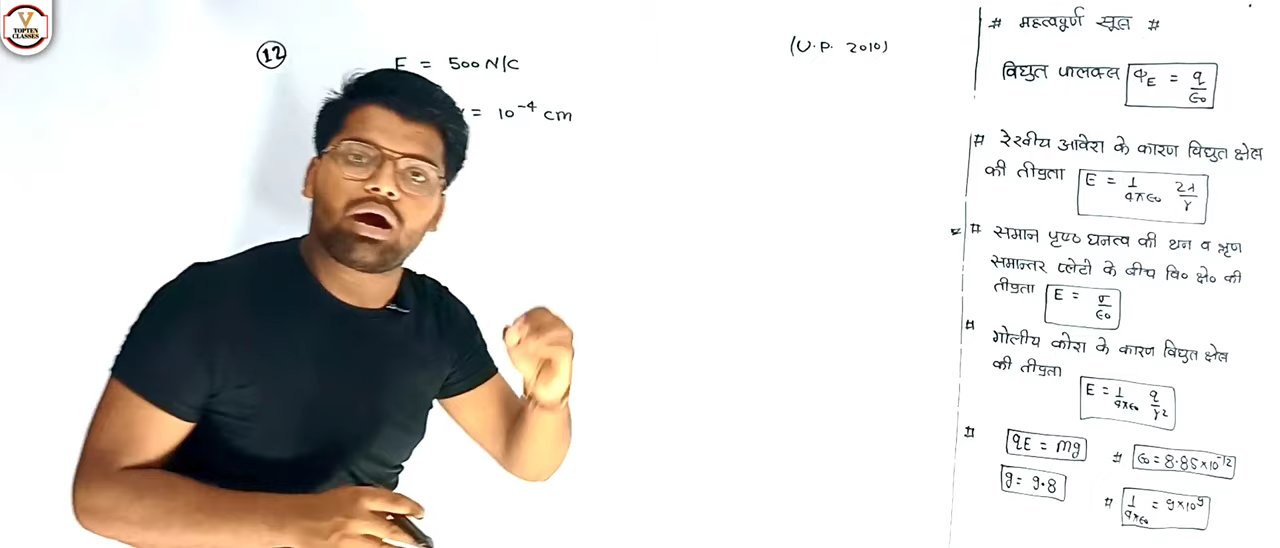 TOPTEN
CLASSES
12
E = 500 N/C
= 10⁻⁴ cm
(U.P. 2010)
# महत्वपूर्ण सूत्र #
विद्युत फ्लक्स ϕE = q/ϵ₀
# रेखीय आवेश के कारण विद्युत क्षेत्र
की तीव्रता E = 1/4πϵ₀ 2λ/r
# समान पृष्ठ घनत्व की धन व ऋण
समान्तर प्लेटो के बीच वि० क्षे० की
तीव्रता E = σ/ϵ₀
# गोलीय कोश के कारण विद्युत क्षेत्र
की तीव्रता
E = 1/4πϵ₀ q/r²
# qE = mg
# ϵ₀ = 8.85×10⁻¹²
g = 9.8
# 1/4πϵ₀ = 9×10⁹